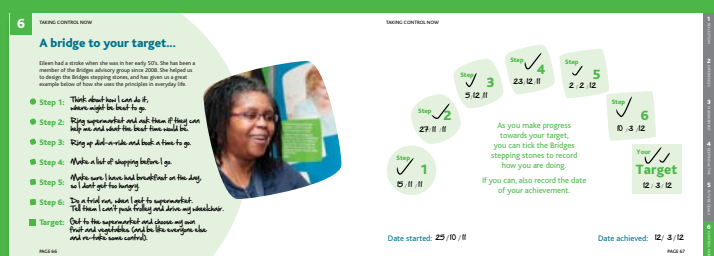 6
TAKING CONTROL NOW
A bridge to your target...
Eileen had a stroke when she was in her early 50's. She has been a
member of the Bridges advisory group since 2008. She helped us
to design the Bridges stepping stones, and has given us a great
example below of how she uses the principles in everyday life.
Step 1: Think about how I can do it,
where might be best to go.
Step 2: Ring supermarket and ask them if they can
help me and what the best time would be.
Step 3: Ring up dial-a-ride and book a time to go.
Step 4: Make a list of shopping before I go.
Step 5: Make sure I have had breakfast on the day,
so I dont get too hungry.
Step 6: Do a trial run, when I get to supermarket.
Tell them I can't push trolley and drive my wheelchair.
Target: Get to the supermarket and choose my own
fruit and vegetables (and be like everyone else
and re-take some control).
PAGE 66
TAKING CONTROL NOW
Step 1
15 / 11 / 11
Step 2
27 / 11 / 11
Step 3
5 / 12 / 11
Step 4
23 / 12 / 11
Step 5
2 / 2 / 12
Step 6
10 / 3 / 12
Your Target
12 / 3 / 12
As you make progress
towards your target,
you can tick the Bridges
stepping stones to record
how you are doing.
If you can, also record the date
of your achievement.
Date started: 25 / 10 / 11
Date achieved: 12 / 3 / 12
PAGE 67
1
2
3
4
5
6